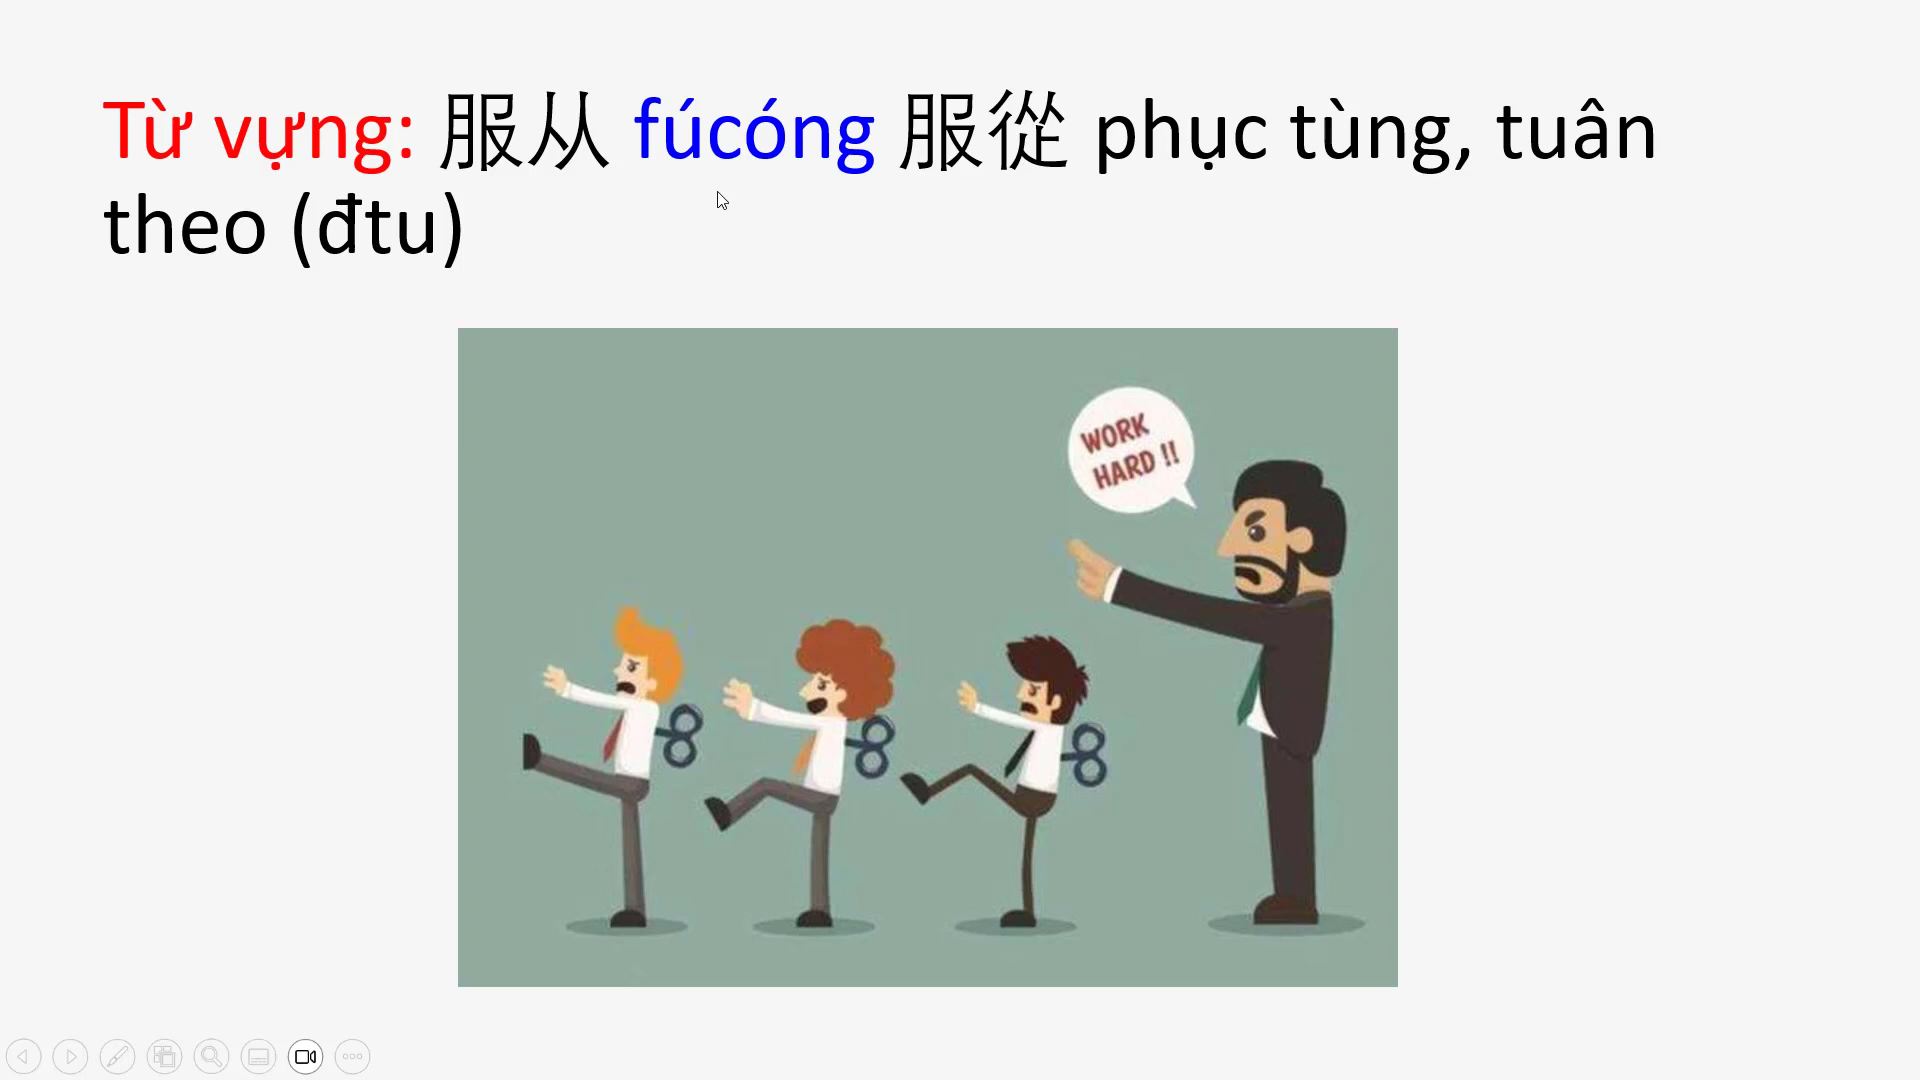 Từ vựng: 服从 fúcóng 服從 phục tùng, tuân
theo (đtu)
WORK
HARD !!